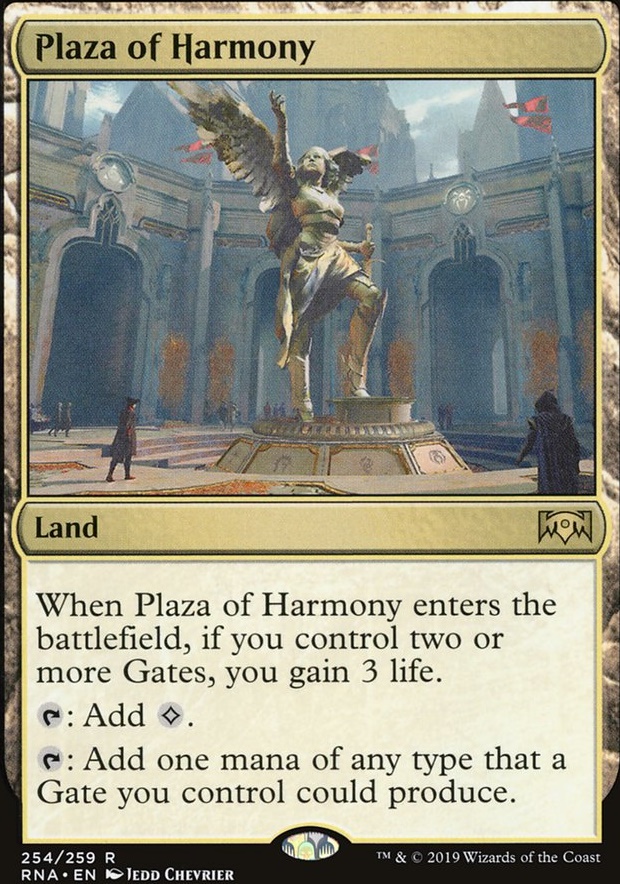 Plaza of Harmony
Land
When Plaza of Harmony enters the
battlefield, if you control two or
more Gates, you gain 3 life.
: Add .
: Add one mana of any type that a
Gate you control could produce.
254/259 R
RNA • EN Jedd Chevrier
™ & © 2019 Wizards of the Coast